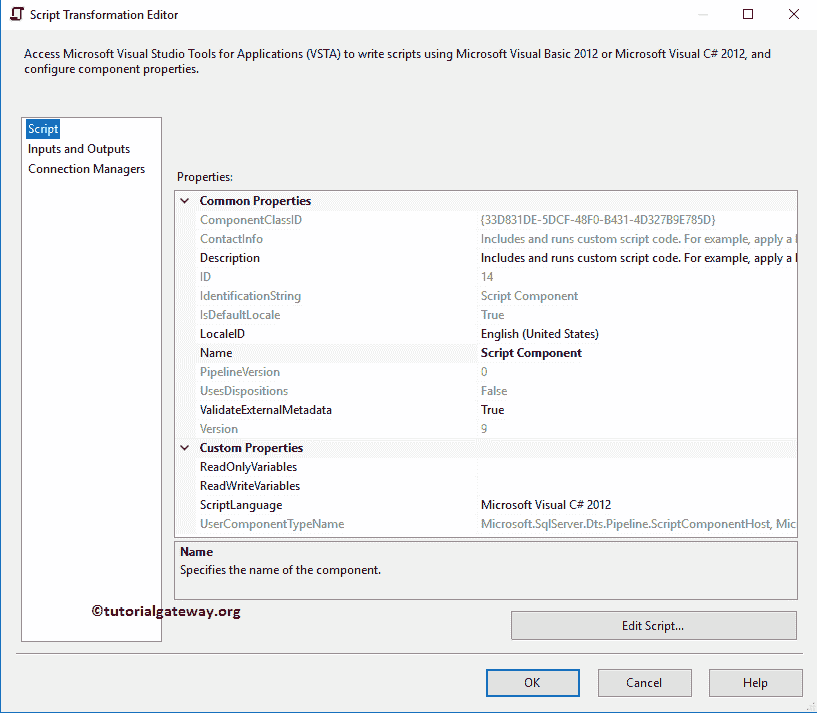 Script Transformation Editor
Access Microsoft Visual Studio Tools for Applications (VSTA) to write scripts using Microsoft Visual Basic 2012 or Microsoft Visual C# 2012, and
configure component properties.
Script
Inputs and Outputs
Connection Managers
Properties:
Common Properties
ComponentClassID {33D831DE-5DCF-48F0-B431-4D327B9E785D}
ContactInfo Includes and runs custom script code. For example, apply a
Description Includes and runs custom script code. For example, apply a
ID 14
IdentificationString Script Component
IsDefaultLocale True
LocaleID English (United States)
Name Script Component
PipelineVersion 0
UsesDispositions False
ValidateExternalMetadata True
Version 9
Custom Properties
ReadOnlyVariables
ReadWriteVariables
ScriptLanguage Microsoft Visual C# 2012
UserComponentTypeName Microsoft.SqlServer.Dts.Pipeline.ScriptComponentHost, Mic
Name
Specifies the name of the component.
©tutorialgateway.org
Edit Script...
OK Cancel Help